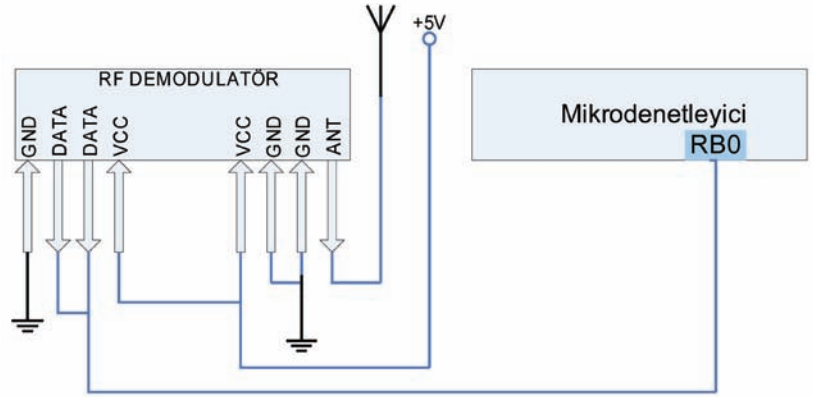 +5V
RF DEMODULATÖR
GND
DATA
DATA
VCC
VCC
GND
GND
ANT
Mikrodenetleyici
RB0